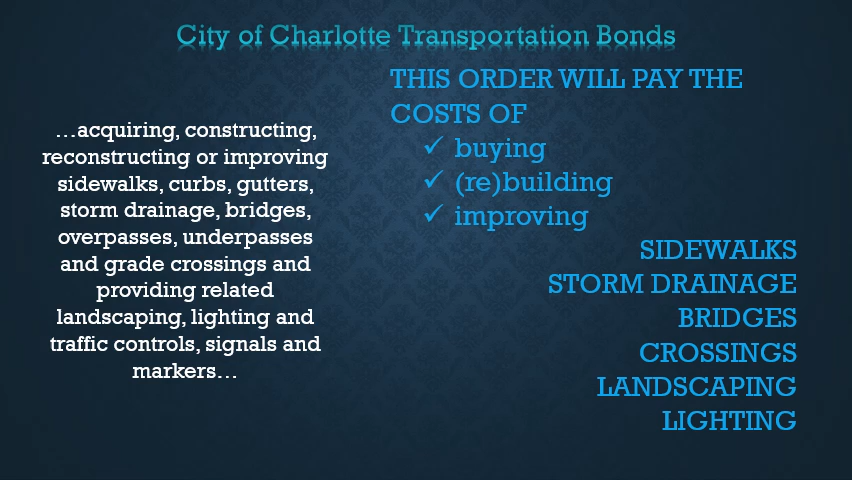 City of Charlotte Transportation Bonds
…acquiring, constructing,
reconstructing or improving
sidewalks, curbs, gutters,
storm drainage, bridges,
overpasses, underpasses
and grade crossings and
providing related
landscaping, lighting and
traffic controls, signals and
markers…
THIS ORDER WILL PAY THE
COSTS OF
✓ buying
✓ (re)building
✓ improving
SIDEWALKS
STORM DRAINAGE
BRIDGES
CROSSINGS
LANDSCAPING
LIGHTING